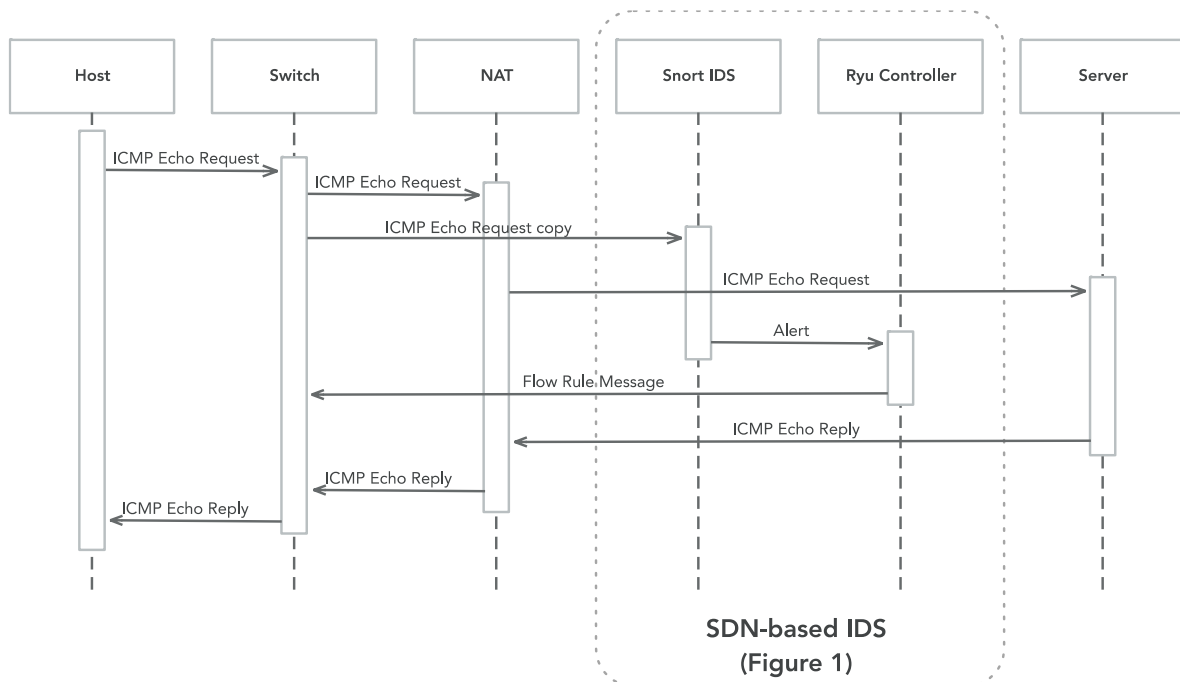 Host
Switch
NAT
Snort IDS
Ryu Controller
Server
ICMP Echo Request
ICMP Echo Request
ICMP Echo Request copy
ICMP Echo Request
Alert
Flow Rule Message
ICMP Echo Reply
ICMP Echo Reply
ICMP Echo Reply
SDN-based IDS
(Figure 1)